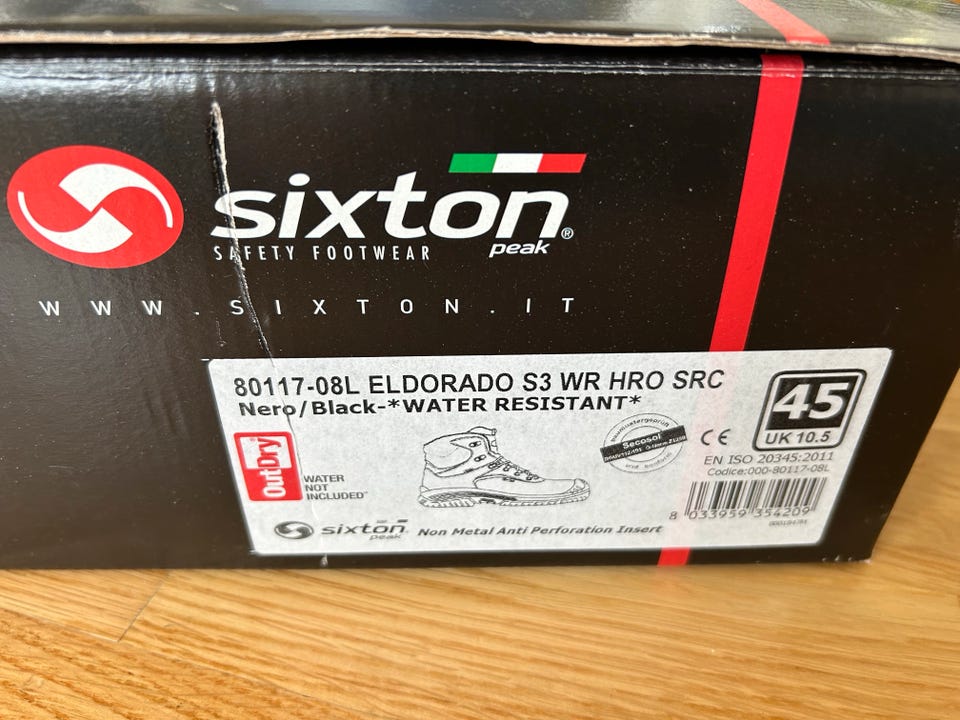 sixton®
peak
SAFETY FOOTWEAR
WWW.SIXTON.IT
80117-08L ELDORADO S3 WR HRO SRC
Nero/Black-*WATER RESISTANT*
45
UK 10.5
OutDry
WATER
NOT
INCLUDED
Secosol
CE
EN ISO 20345:2011
Codice:000-80117-08L
8 033959 354209
sixton
peak
Non Metal Anti Perforation Insert